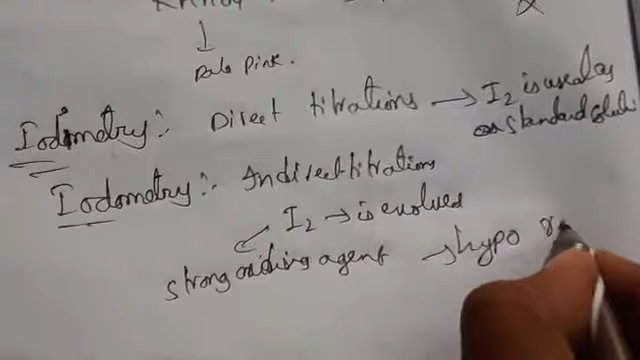 KMnO4
↓
Pale pink.
Iodimetry :- Direct titrations → I2 is used as
as standard solu
Iodometry :- Indirect titrations
I2 → is evolved
strong oxidising agent → hypo